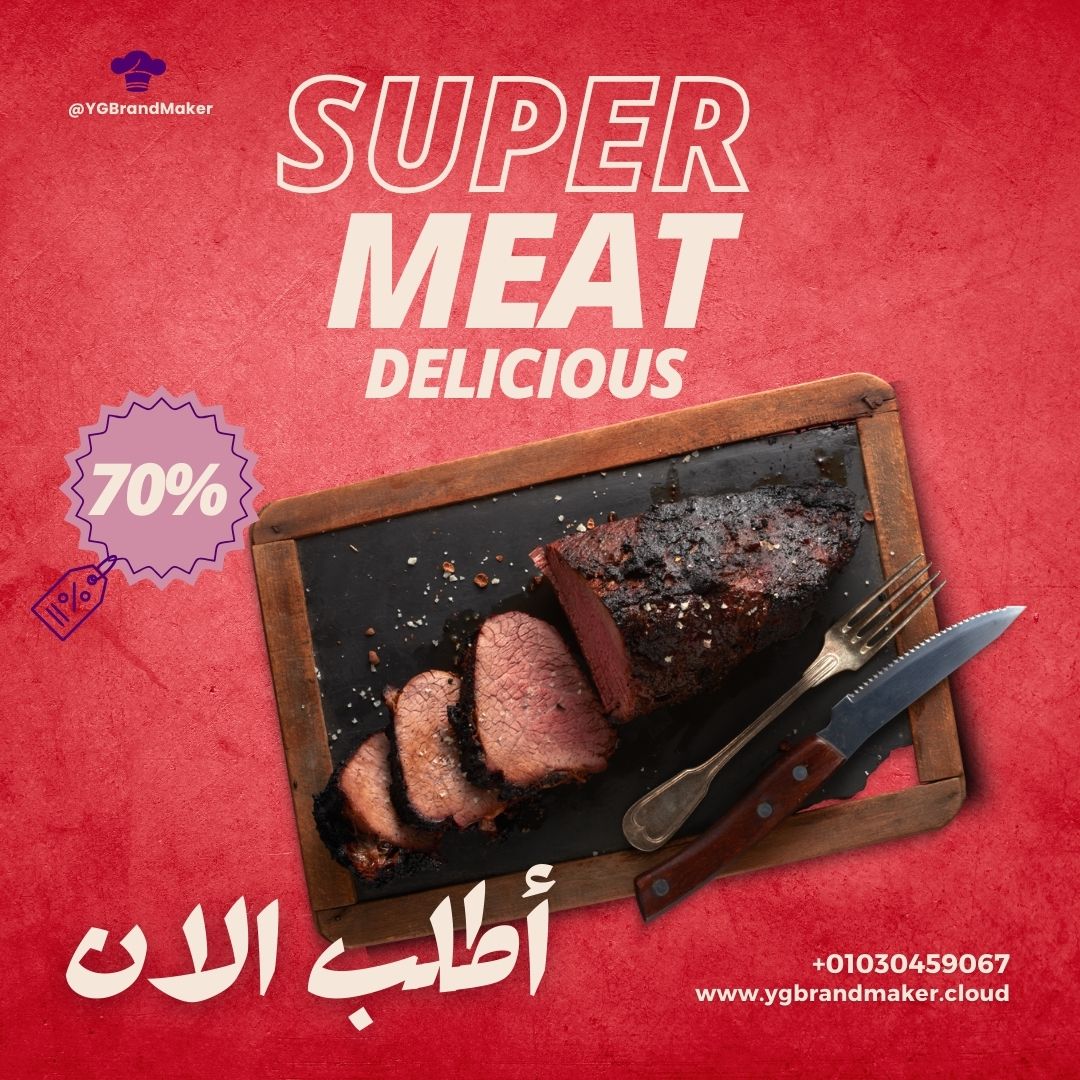 @YGBrandMaker
SUPER
MEAT
DELICIOUS
70%
%
أطلب الان
+01030459067
www.ygbrandmaker.cloud